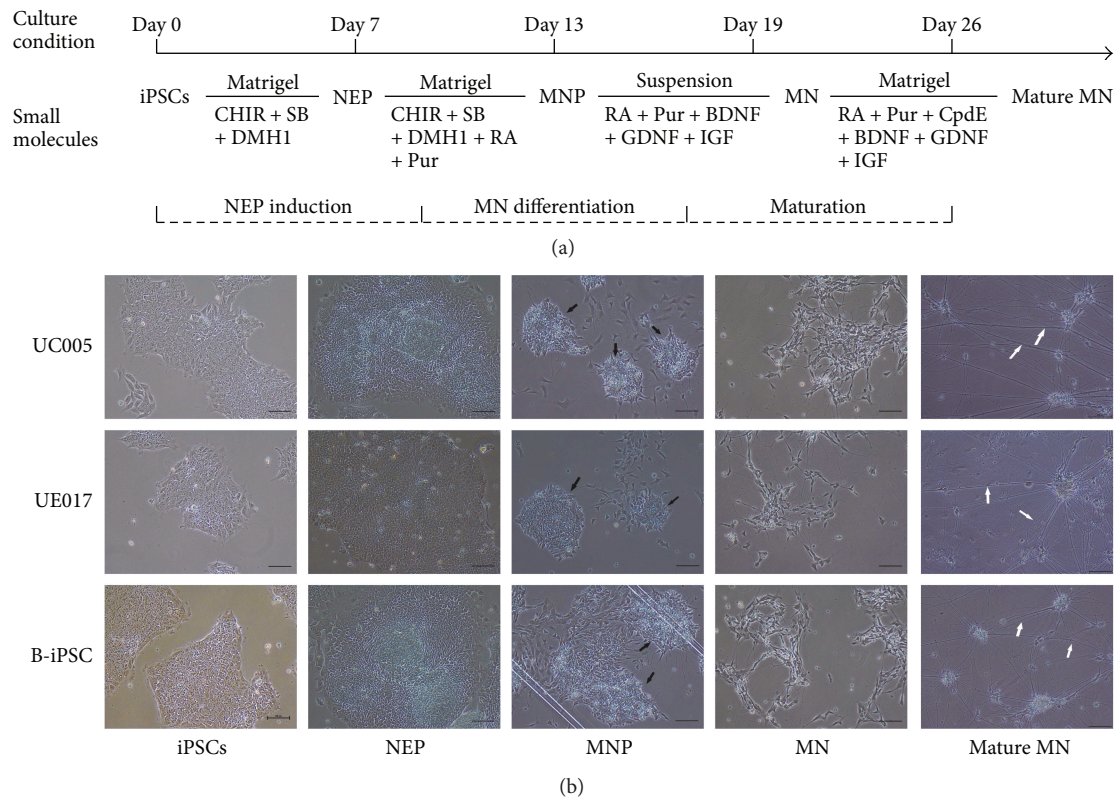 Culture condition
Day 0 Day 7 Day 13 Day 19 Day 26
Small molecules
iPSCs
Matrigel
CHIR + SB
+ DMH1
NEP
Matrigel
CHIR + SB
+ DMH1 + RA
+ Pur
MNP
Suspension
RA + Pur + BDNF
+ GDNF + IGF
MN
Matrigel
RA + Pur + CpdE
+ BDNF + GDNF
+ IGF
Mature MN
NEP induction MN differentiation Maturation
(a)
UC005
UE017
B-iPSC
iPSCs NEP MNP MN Mature MN
(b)